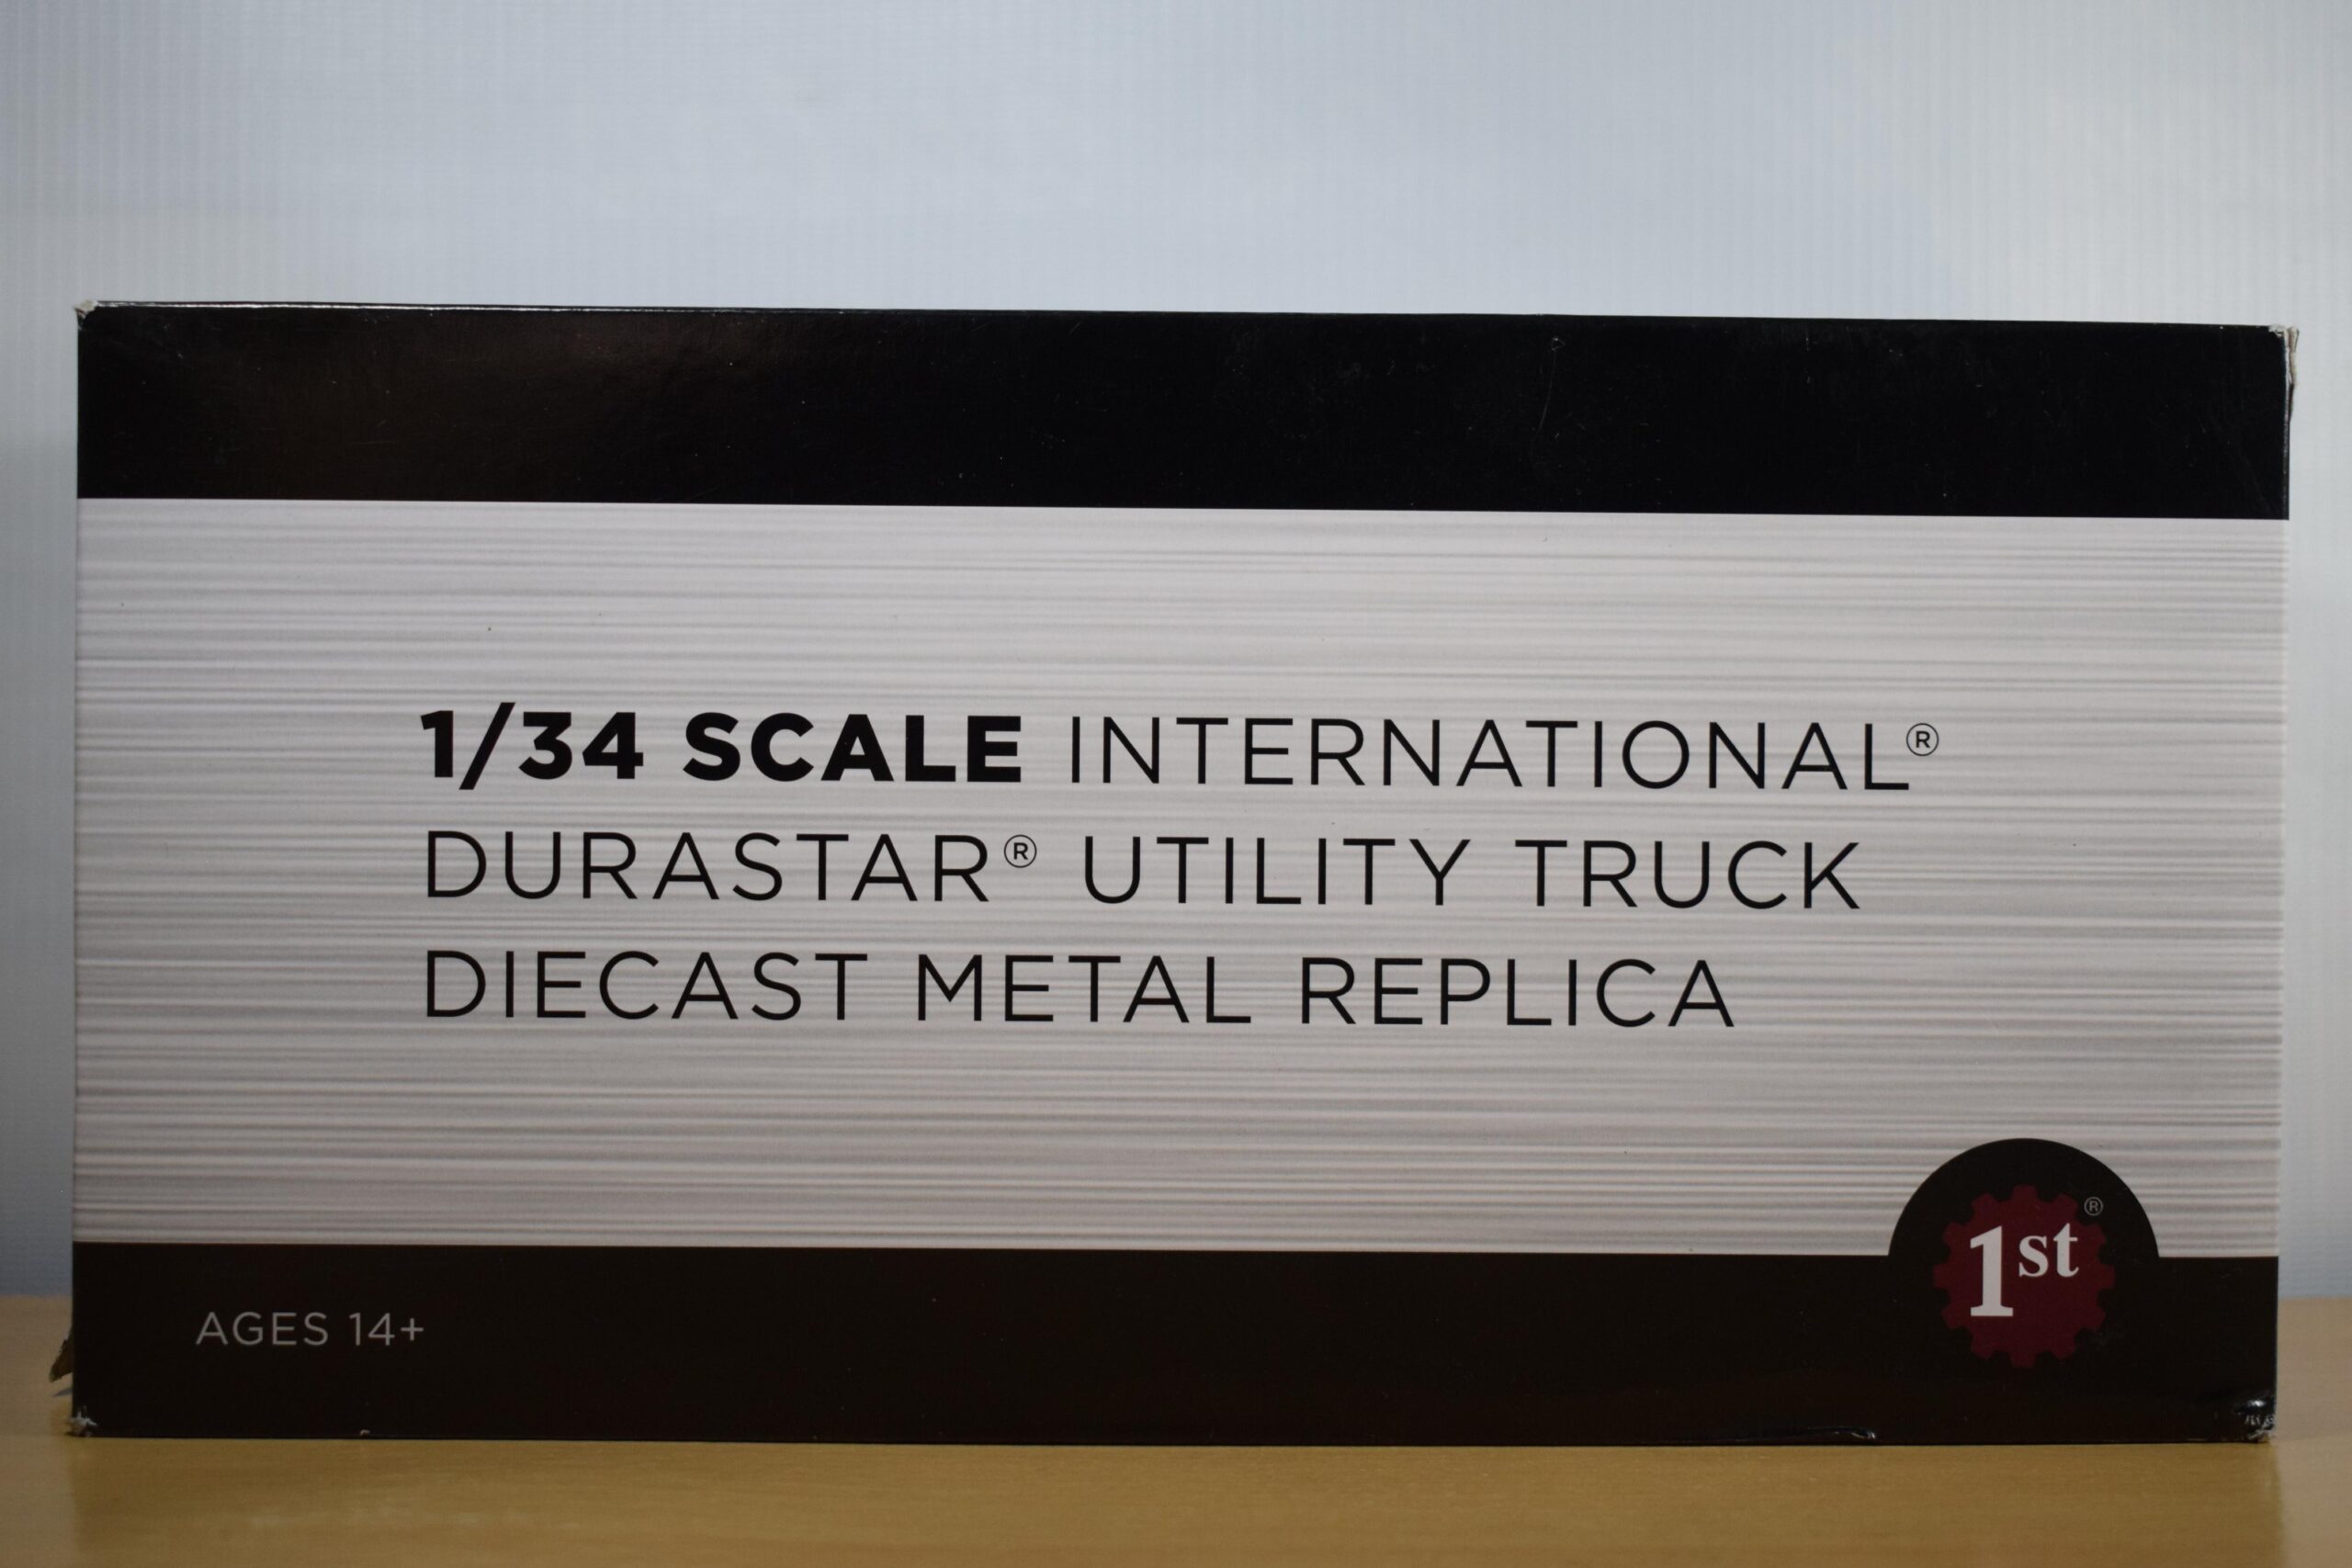 1/34 SCALE INTERNATIONAL®
DURASTAR® UTILITY TRUCK
DIECAST METAL REPLICA
AGES 14+
1st®